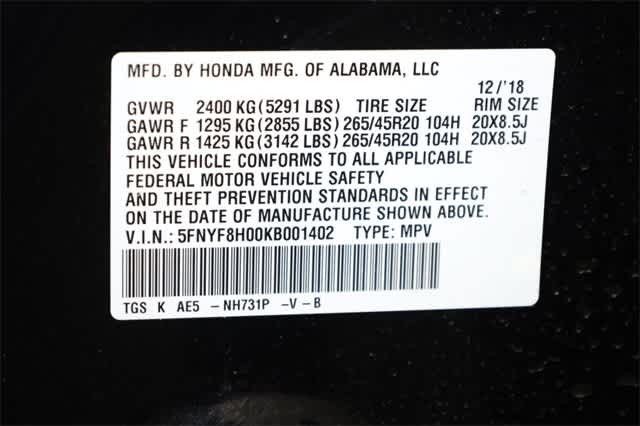 MFD. BY HONDA MFG. OF ALABAMA, LLC
12/'18
GVWR 2400 KG(5291 LBS) TIRE SIZE RIM SIZE
GAWR F 1295 KG(2855 LBS) 265/45R20 104H 20X8.5J
GAWR R 1425 KG(3142 LBS) 265/45R20 104H 20X8.5J
THIS VEHICLE CONFORMS TO ALL APPLICABLE
FEDERAL MOTOR VEHICLE SAFETY
AND THEFT PREVENTION STANDARDS IN EFFECT
ON THE DATE OF MANUFACTURE SHOWN ABOVE.
V.I.N.: 5FNYF8H00KB001402 TYPE: MPV
TGS K AE5 - NH731P -V - B